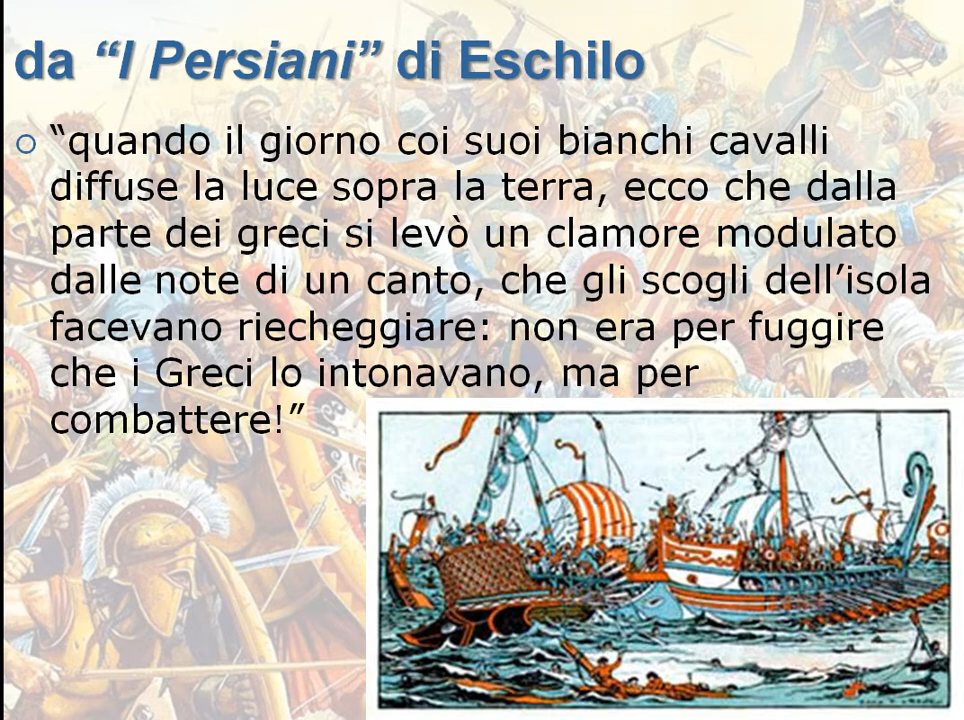 da “I Persiani” di Eschilo
“quando il giorno coi suoi bianchi cavalli
diffuse la luce sopra la terra, ecco che dalla
parte dei greci si levò un clamore modulato
dalle note di un canto, che gli scogli dell’isola
facevano riecheggiare: non era per fuggire
che i Greci lo intonavano, ma per
combattere!”